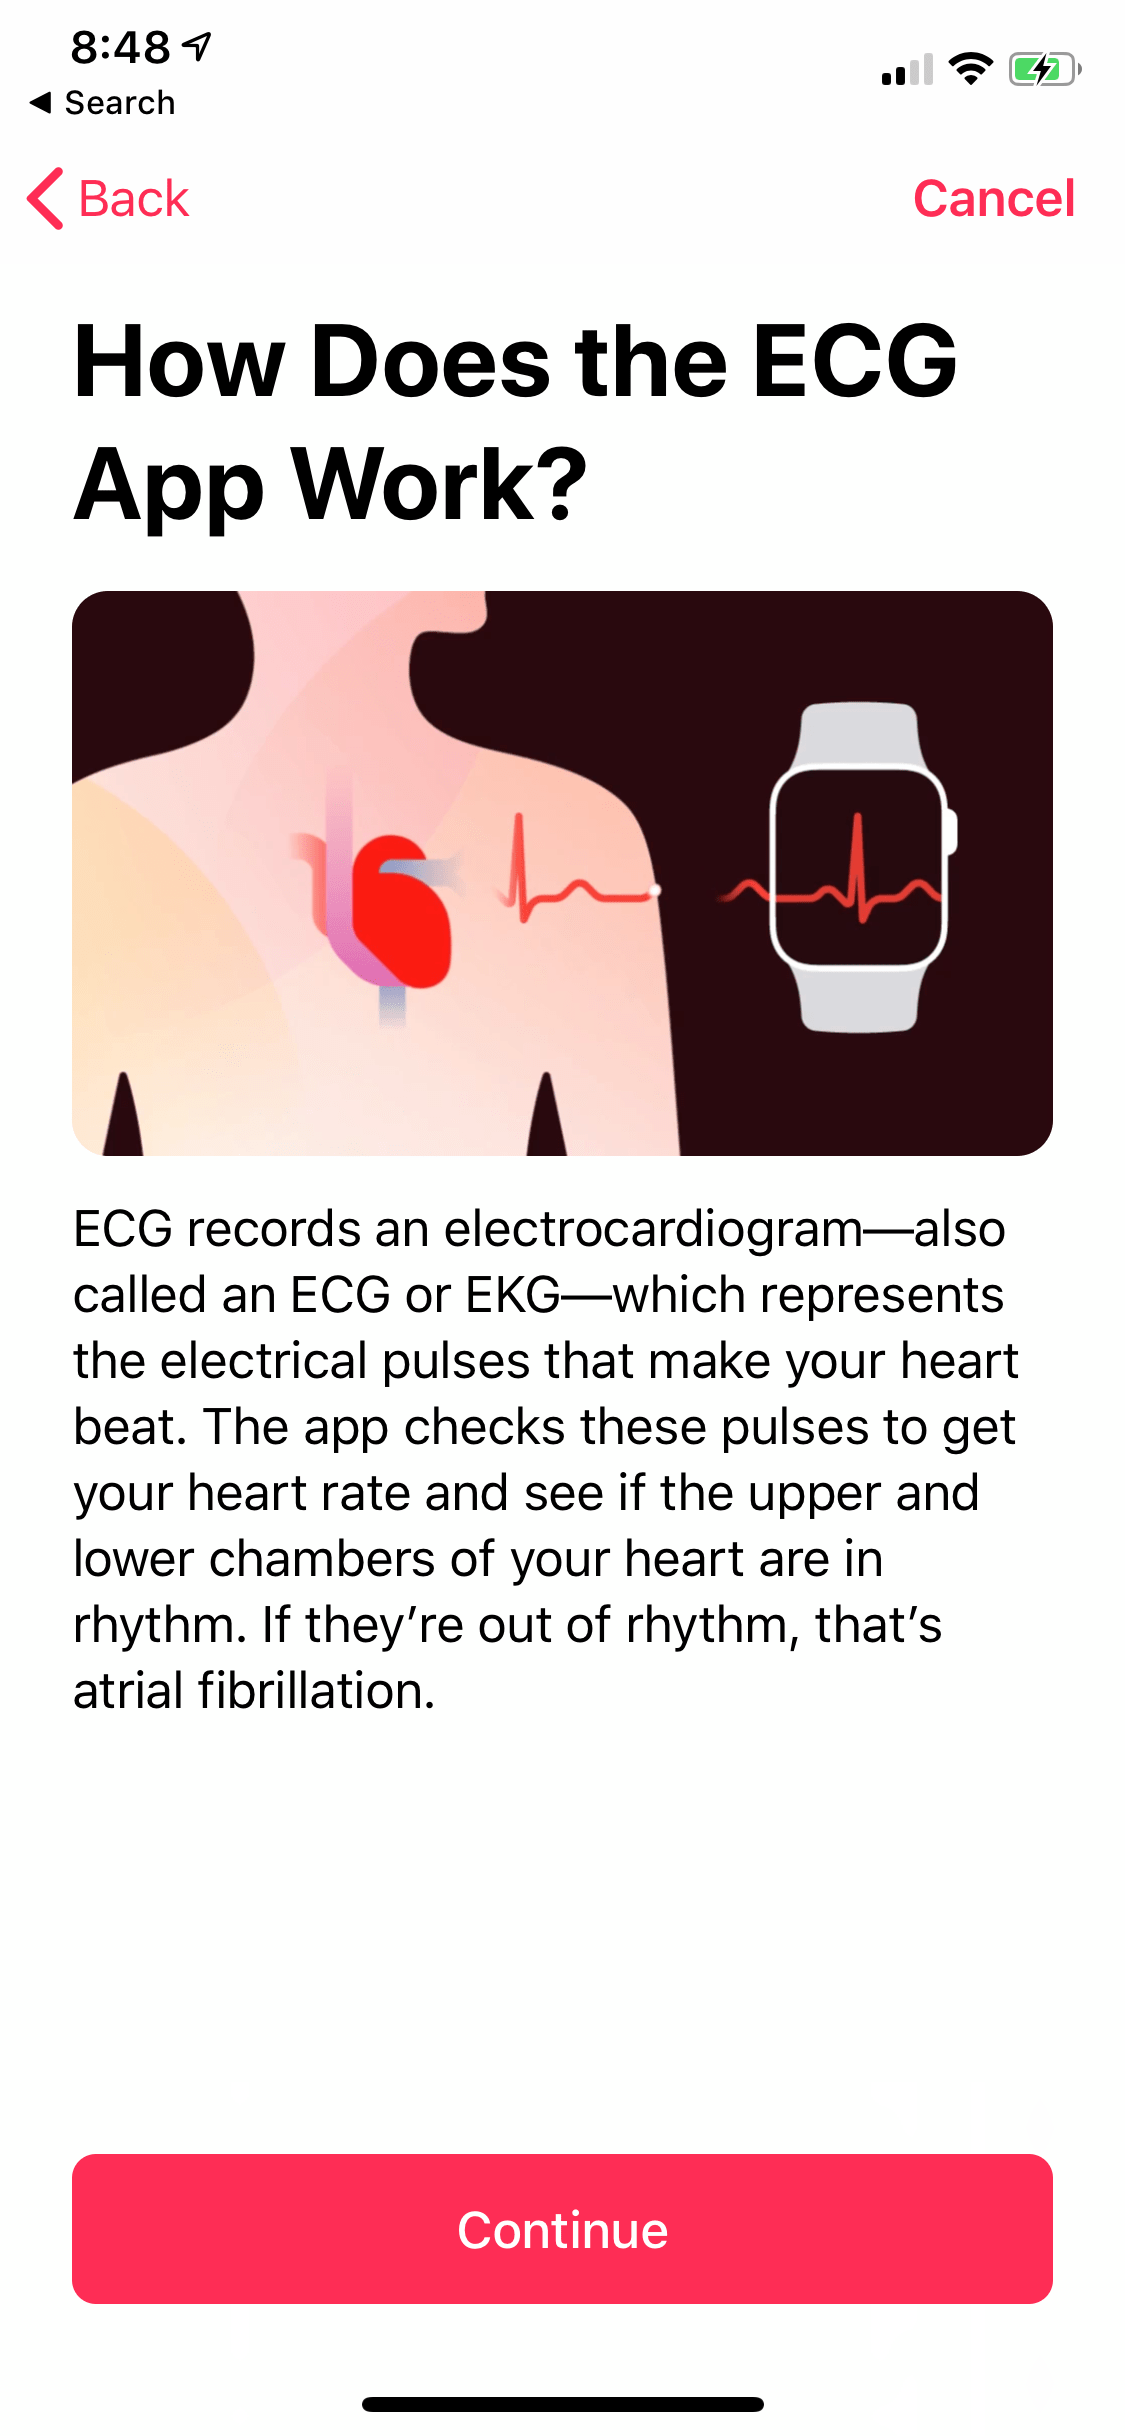 8:48
Search
Back
Cancel
How Does the ECG
App Work?
ECG records an electrocardiogram—also
called an ECG or EKG—which represents
the electrical pulses that make your heart
beat. The app checks these pulses to get
your heart rate and see if the upper and
lower chambers of your heart are in
rhythm. If they’re out of rhythm, that’s
atrial fibrillation.
Continue